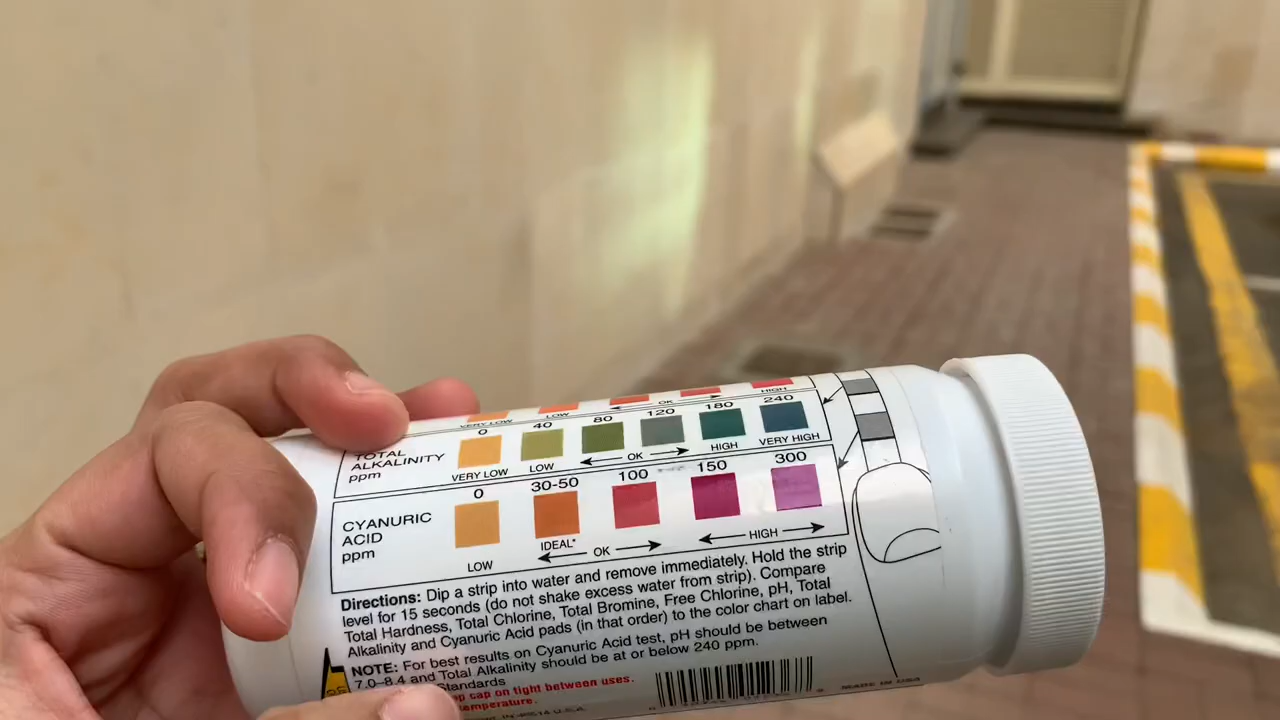 VERY LOW LOW OK HIGH
TOTAL ALKALINITY ppm
0 40 80 120 180 240
VERY LOW LOW OK HIGH VERY HIGH
CYANURIC ACID ppm
0 30-50 100 150 300
LOW IDEAL* OK HIGH
Directions: Dip a strip into water and remove immediately. Hold the strip
level for 15 seconds (do not shake excess water from strip). Compare
Total Hardness, Total Chlorine, Total Bromine, Free Chlorine, pH, Total
Alkalinity and Cyanuric Acid pads (in that order) to the color chart on label.
NOTE: For best results on Cyanuric Acid test, pH should be between
7.0–8.4 and Total Alkalinity should be at or below 240 ppm.
Standards
cap on tight between uses.
temperature.
MADE IN USA